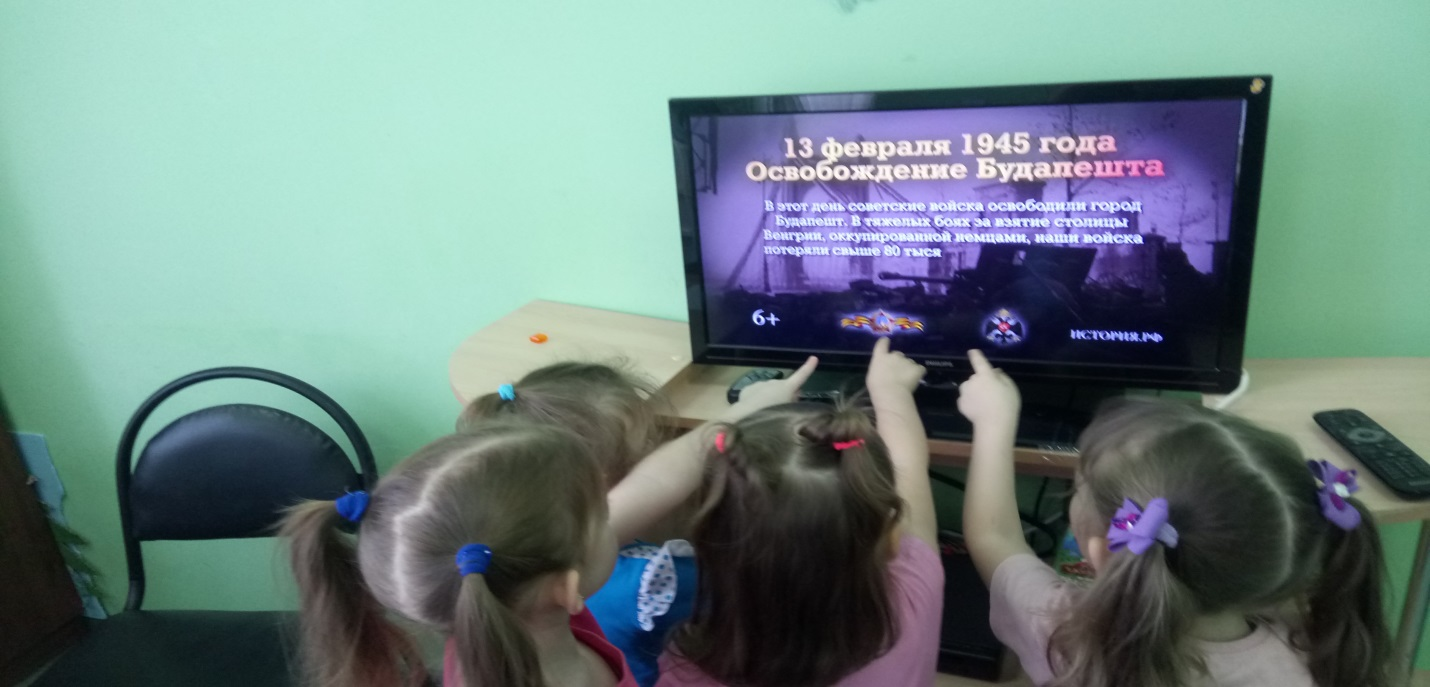 13 февраля 1945 года
Освобождение Будапешта
В этот день советские войска освободили город
Будапешт. В тяжелых боях за взятие столицы
Венгрии, оккупированной немцами, наши войска
потеряли свыше 80 тыся
6+
ИСТОРИЯ.РФ
PHILIPS